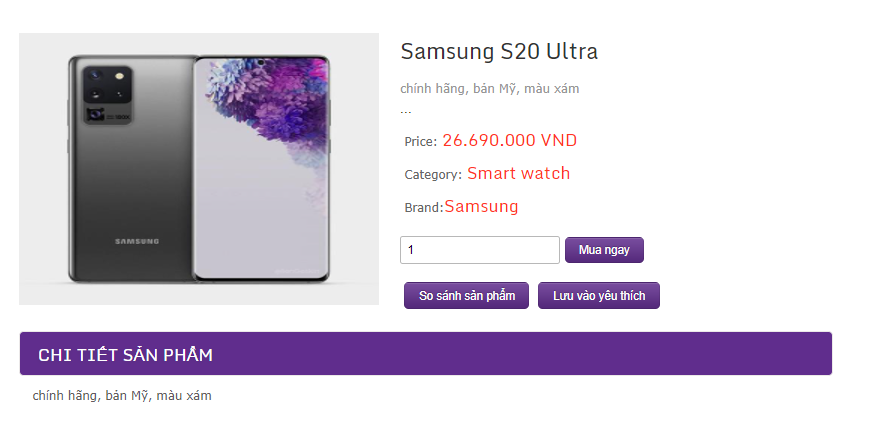 Samsung S20 Ultra
chính hãng, bản Mỹ, màu xám
...
Price: 26.690.000 VND
Category: Smart watch
Brand:Samsung
1
Mua ngay
So sánh sản phẩm
Lưu vào yêu thích
SAMSUNG
CHI TIẾT SẢN PHẨM
chính hãng, bản Mỹ, màu xám